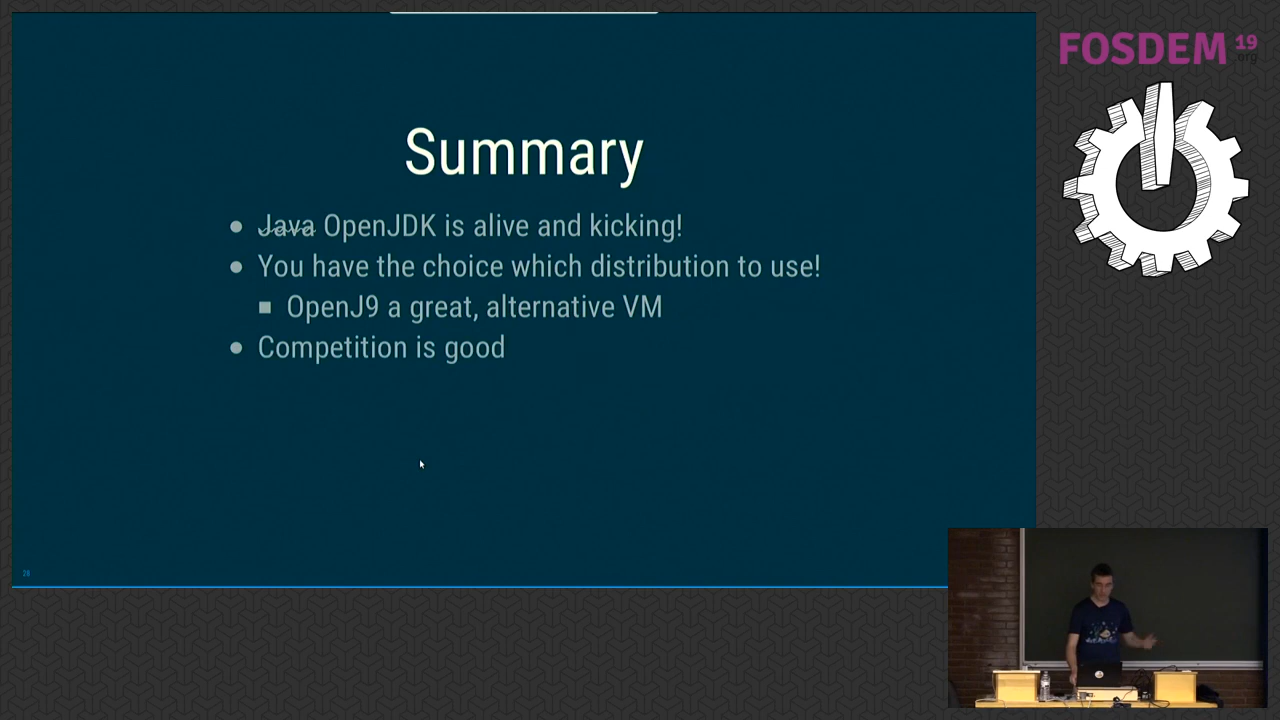 FOSDEM 19
.org
Summary
Java OpenJDK is alive and kicking!
You have the choice which distribution to use!
OpenJ9 a great, alternative VM
Competition is good
28